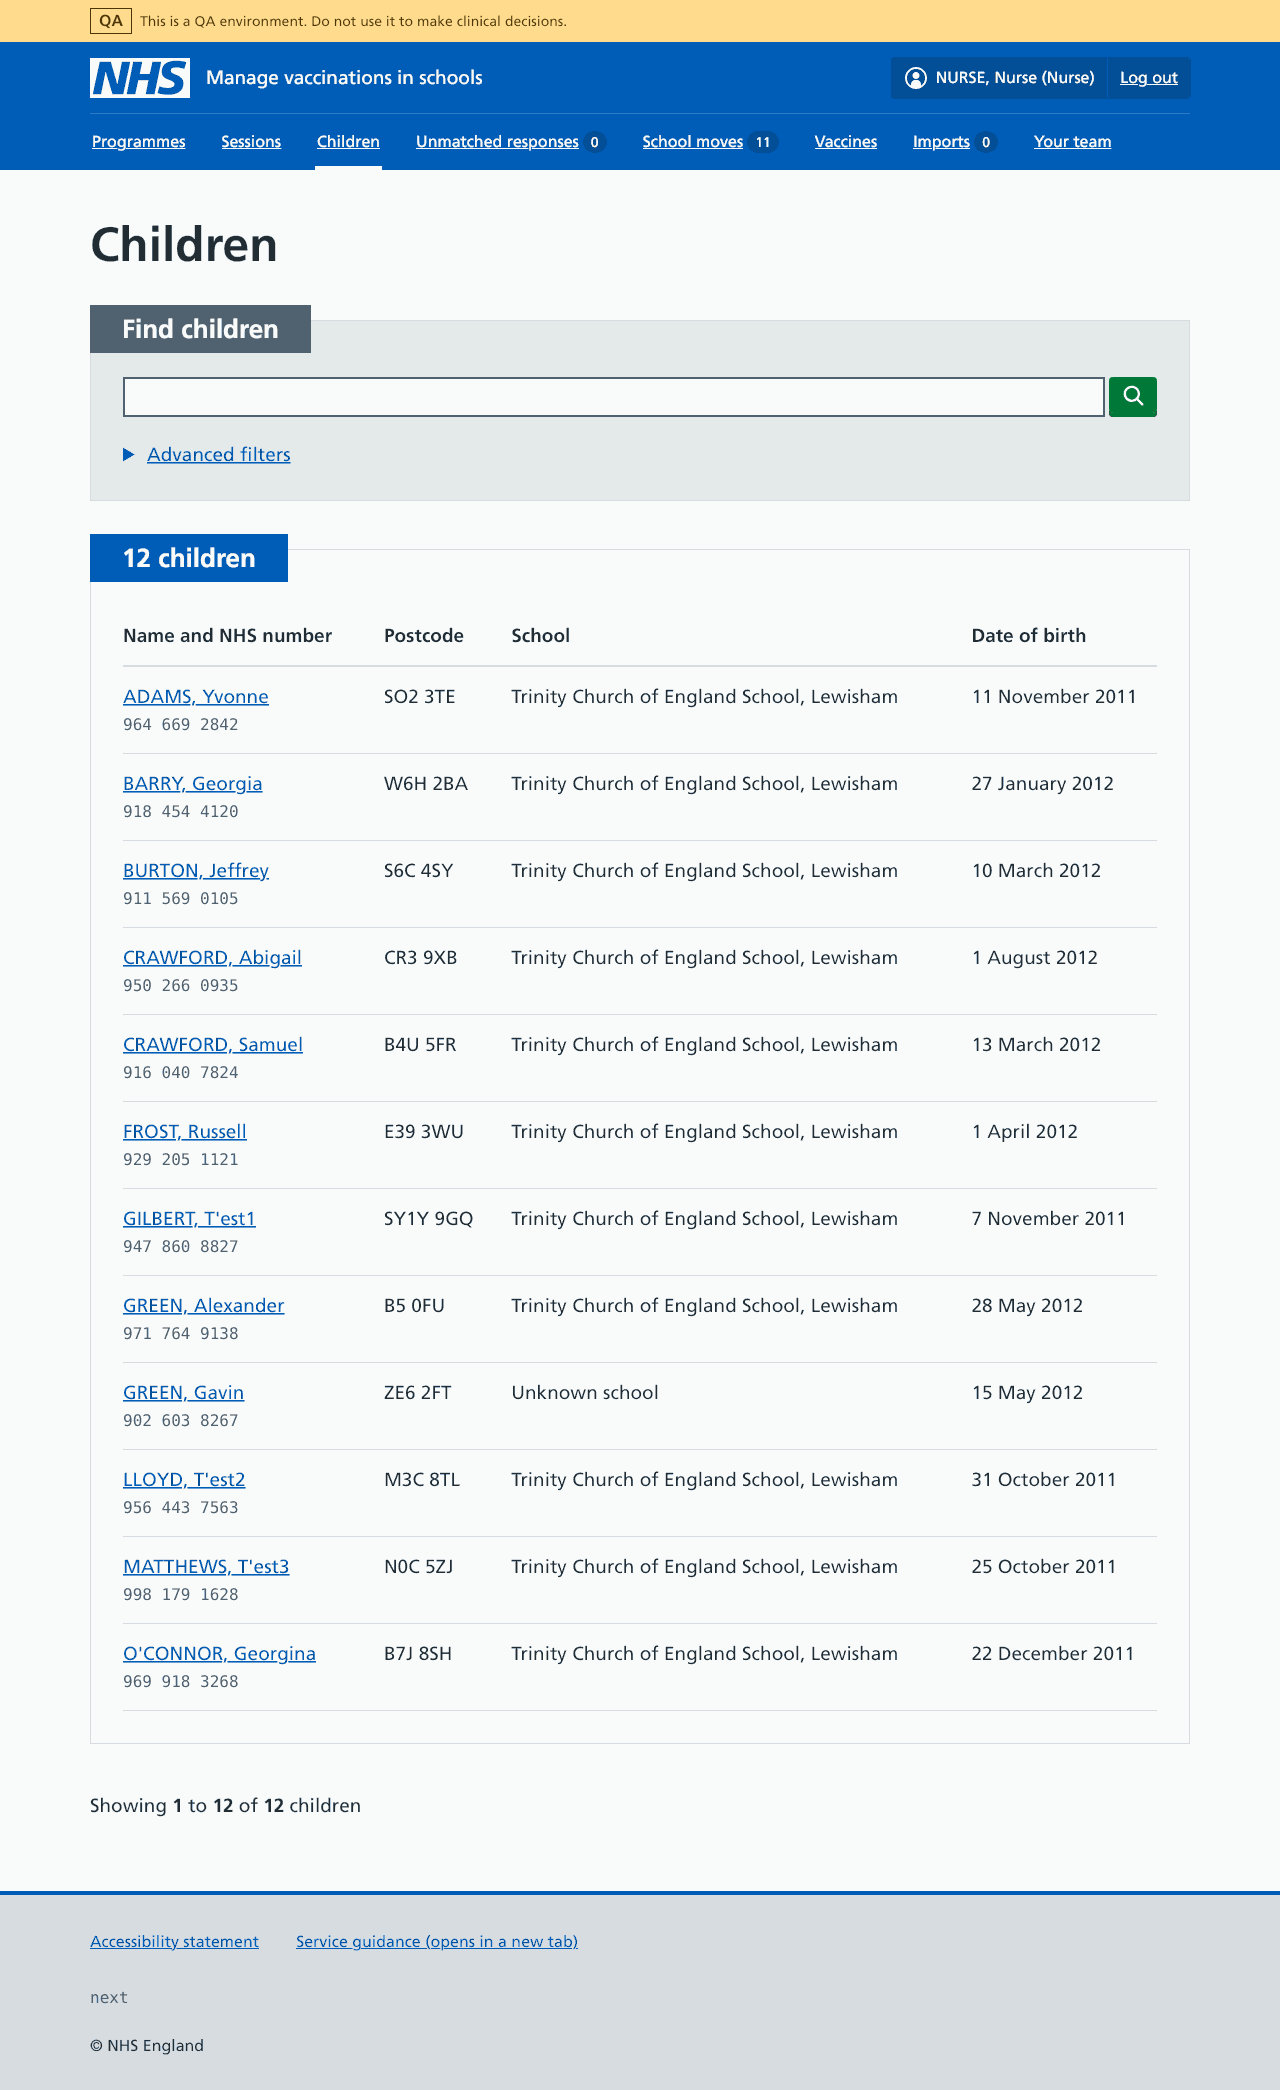 QA This is a QA environment. Do not use it to make clinical decisions.
NHS Manage vaccinations in schools NURSE, Nurse (Nurse) Log out
Programmes Sessions Children Unmatched responses 0 School moves 11 Vaccines Imports 0 Your team
Children
Find children
Advanced filters
12 children
Name and NHS number Postcode School Date of birth
ADAMS, Yvonne SO2 3TE Trinity Church of England School, Lewisham 11 November 2011
964 669 2842
BARRY, Georgia W6H 2BA Trinity Church of England School, Lewisham 27 January 2012
918 454 4120
BURTON, Jeffrey S6C 4SY Trinity Church of England School, Lewisham 10 March 2012
911 569 0105
CRAWFORD, Abigail CR3 9XB Trinity Church of England School, Lewisham 1 August 2012
950 266 0935
CRAWFORD, Samuel B4U 5FR Trinity Church of England School, Lewisham 13 March 2012
916 040 7824
FROST, Russell E39 3WU Trinity Church of England School, Lewisham 1 April 2012
929 205 1121
GILBERT, T'est1 SY1Y 9GQ Trinity Church of England School, Lewisham 7 November 2011
947 860 8827
GREEN, Alexander B5 0FU Trinity Church of England School, Lewisham 28 May 2012
971 764 9138
GREEN, Gavin ZE6 2FT Unknown school 15 May 2012
902 603 8267
LLOYD, T'est2 M3C 8TL Trinity Church of England School, Lewisham 31 October 2011
956 443 7563
MATTHEWS, T'est3 N0C 5ZJ Trinity Church of England School, Lewisham 25 October 2011
998 179 1628
O'CONNOR, Georgina B7J 8SH Trinity Church of England School, Lewisham 22 December 2011
969 918 3268
Showing 1 to 12 of 12 children
Accessibility statement Service guidance (opens in a new tab)
next
© NHS England